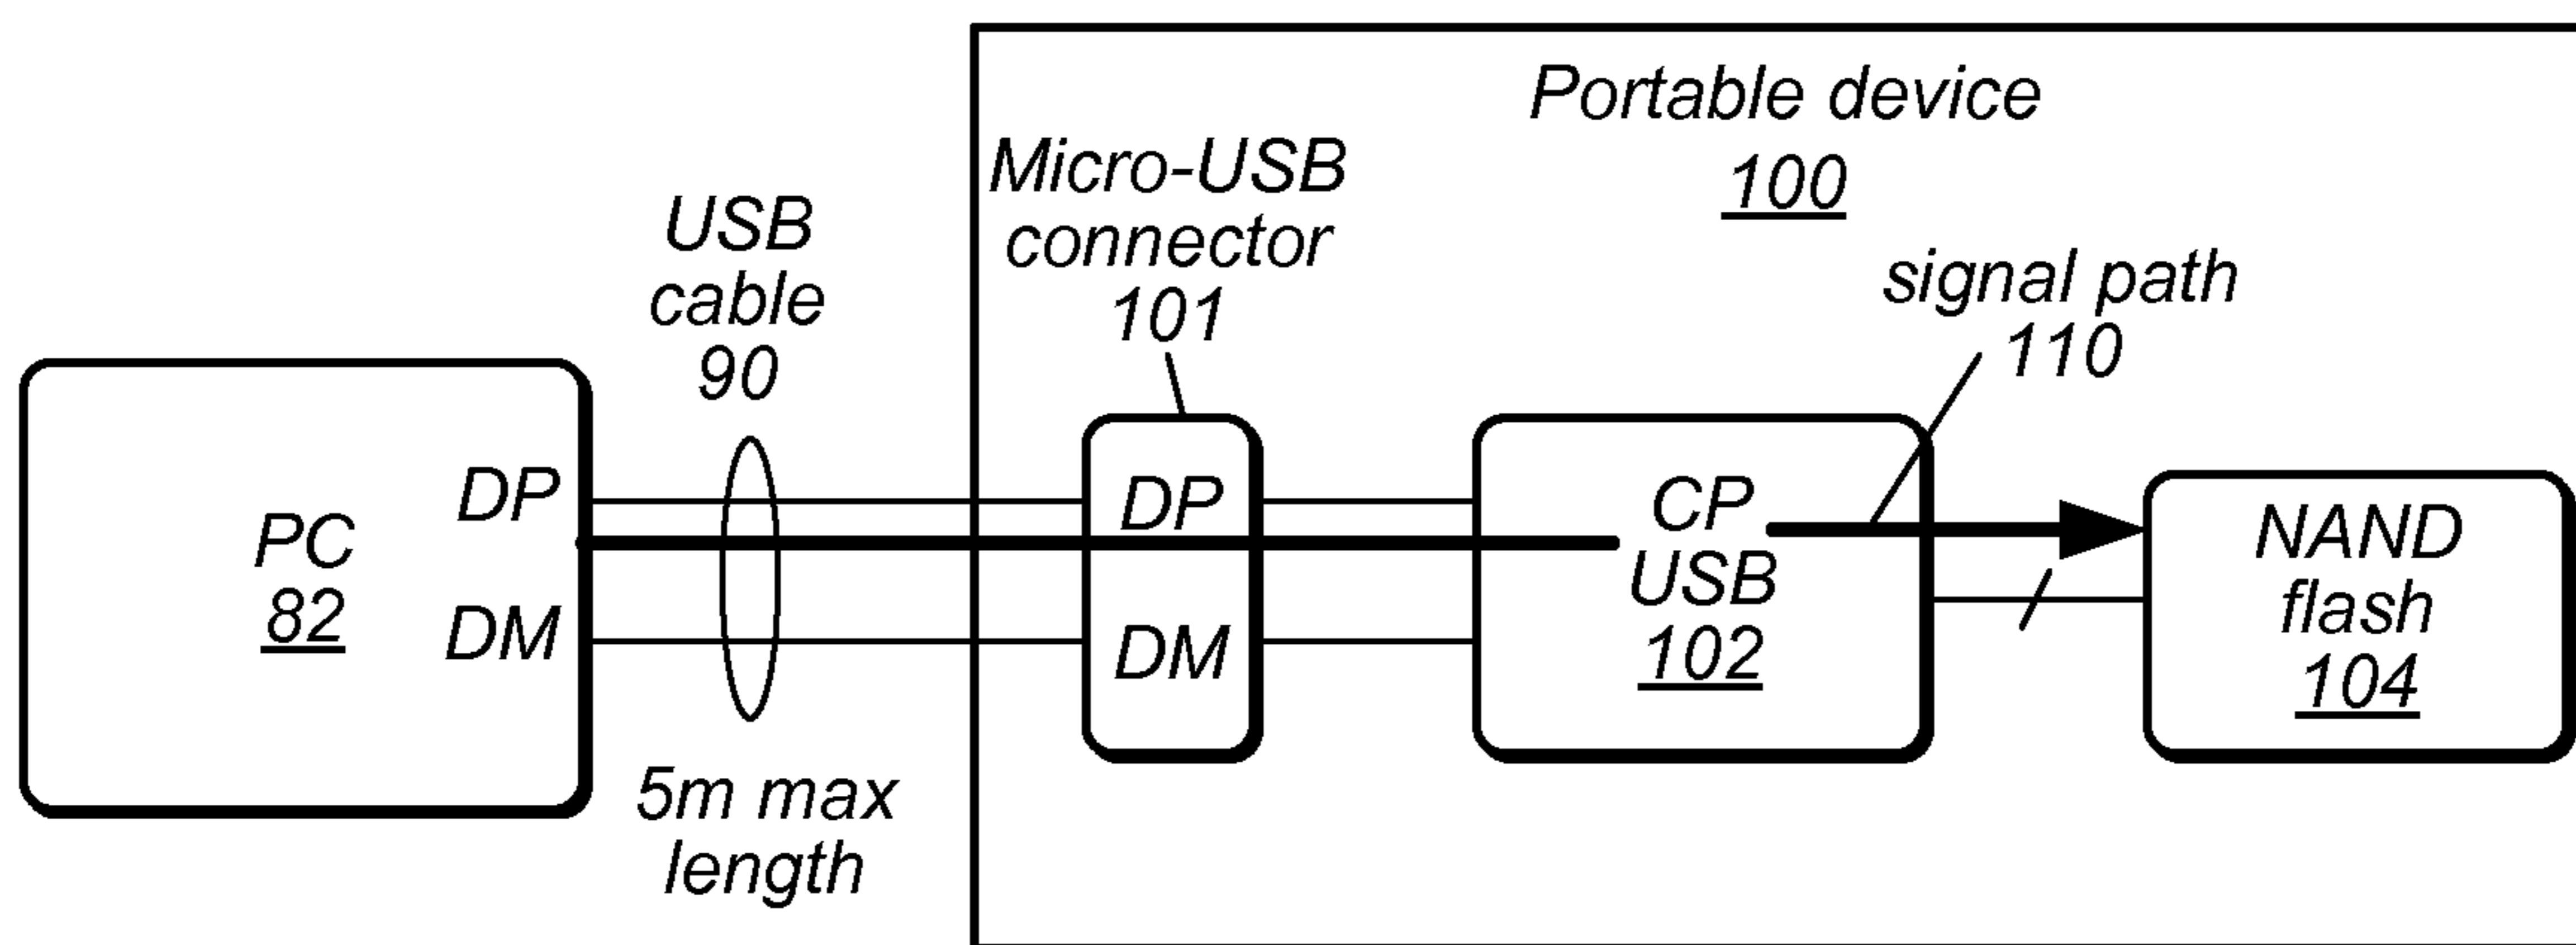 Portable device
100
Micro-USB
connector
101
signal path
110
USB
cable
90
PC
82
DP
DM
DP
DM
CP
USB
102
NAND
flash
104
5m max
length